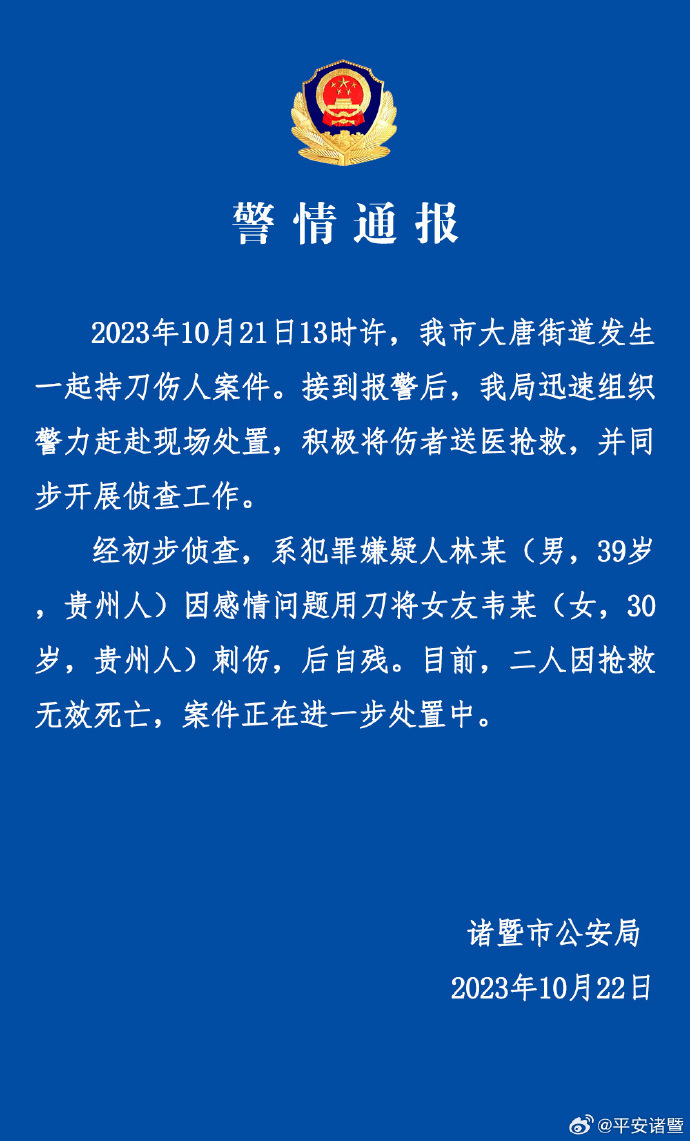 警情通报
2023年10月21日13时许，我市大唐街道发生
一起持刀伤人案件。接到报警后，我局迅速组织
警力赶赴现场处置，积极将伤者送医抢救，并同
步开展侦查工作。
经初步侦查，系犯罪嫌疑人林某（男，39岁
，贵州人）因感情问题用刀将女友韦某（女，30
岁，贵州人）刺伤，后自残。目前，二人因抢救
无效死亡，案件正在进一步处置中。
诸暨市公安局
2023年10月22日
@平安诸暨